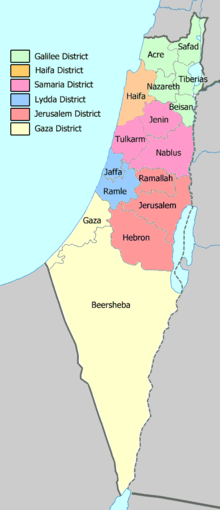 Galilee District
Haifa District
Samaria District
Lydda District
Jerusalem District
Gaza District
Safad
Acre
Tiberias
Nazareth
Haifa
Beisan
Jenin
Tulkarm
Nablus
Jaffa
Ramallah
Ramle
Jerusalem
Gaza
Hebron
Beersheba